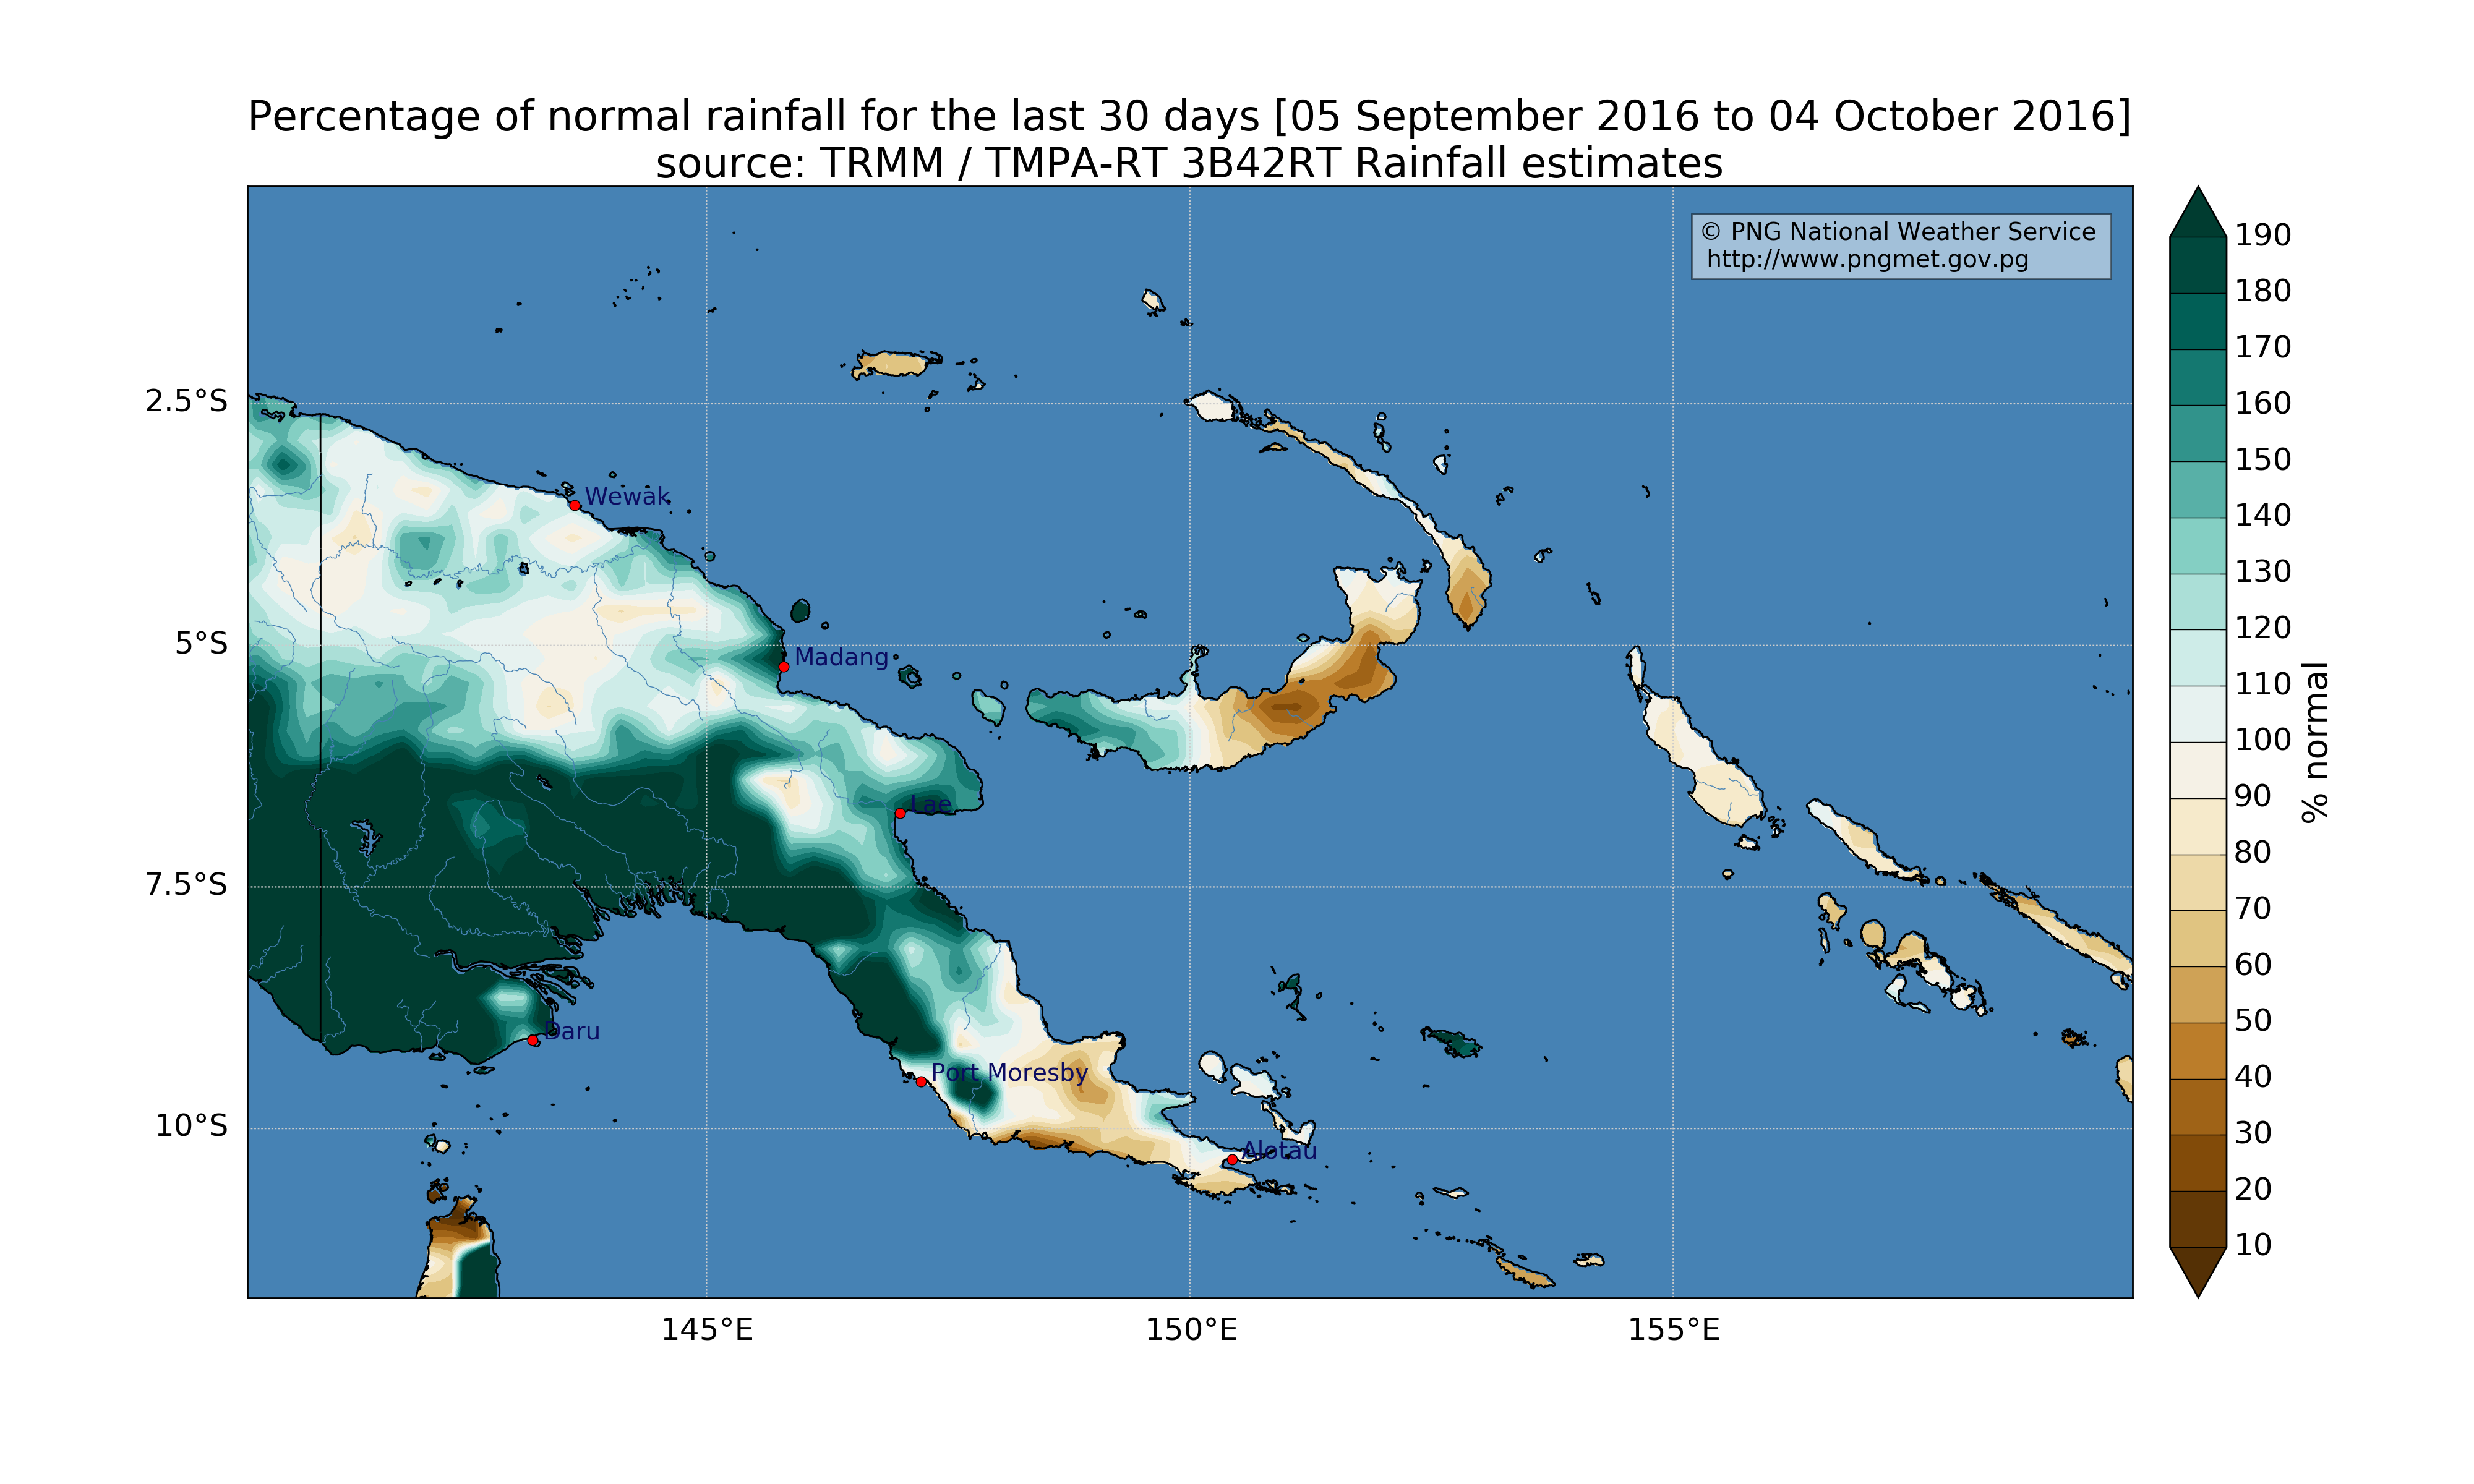 Percentage of normal rainfall for the last 30 days [05 September 2016 to 04 October 2016]
source: TRMM / TMPA-RT 3B42RT Rainfall estimates
© PNG National Weather Service
http://www.pngmet.gov.pg
2.5°S
5°S
7.5°S
10°S
Wewak
Madang
Lae
Daru
Port Moresby
Alotau
145°E
150°E
155°E
190
180
170
160
150
140
130
120
110
100
90
80
70
60
50
40
30
20
10
% normal